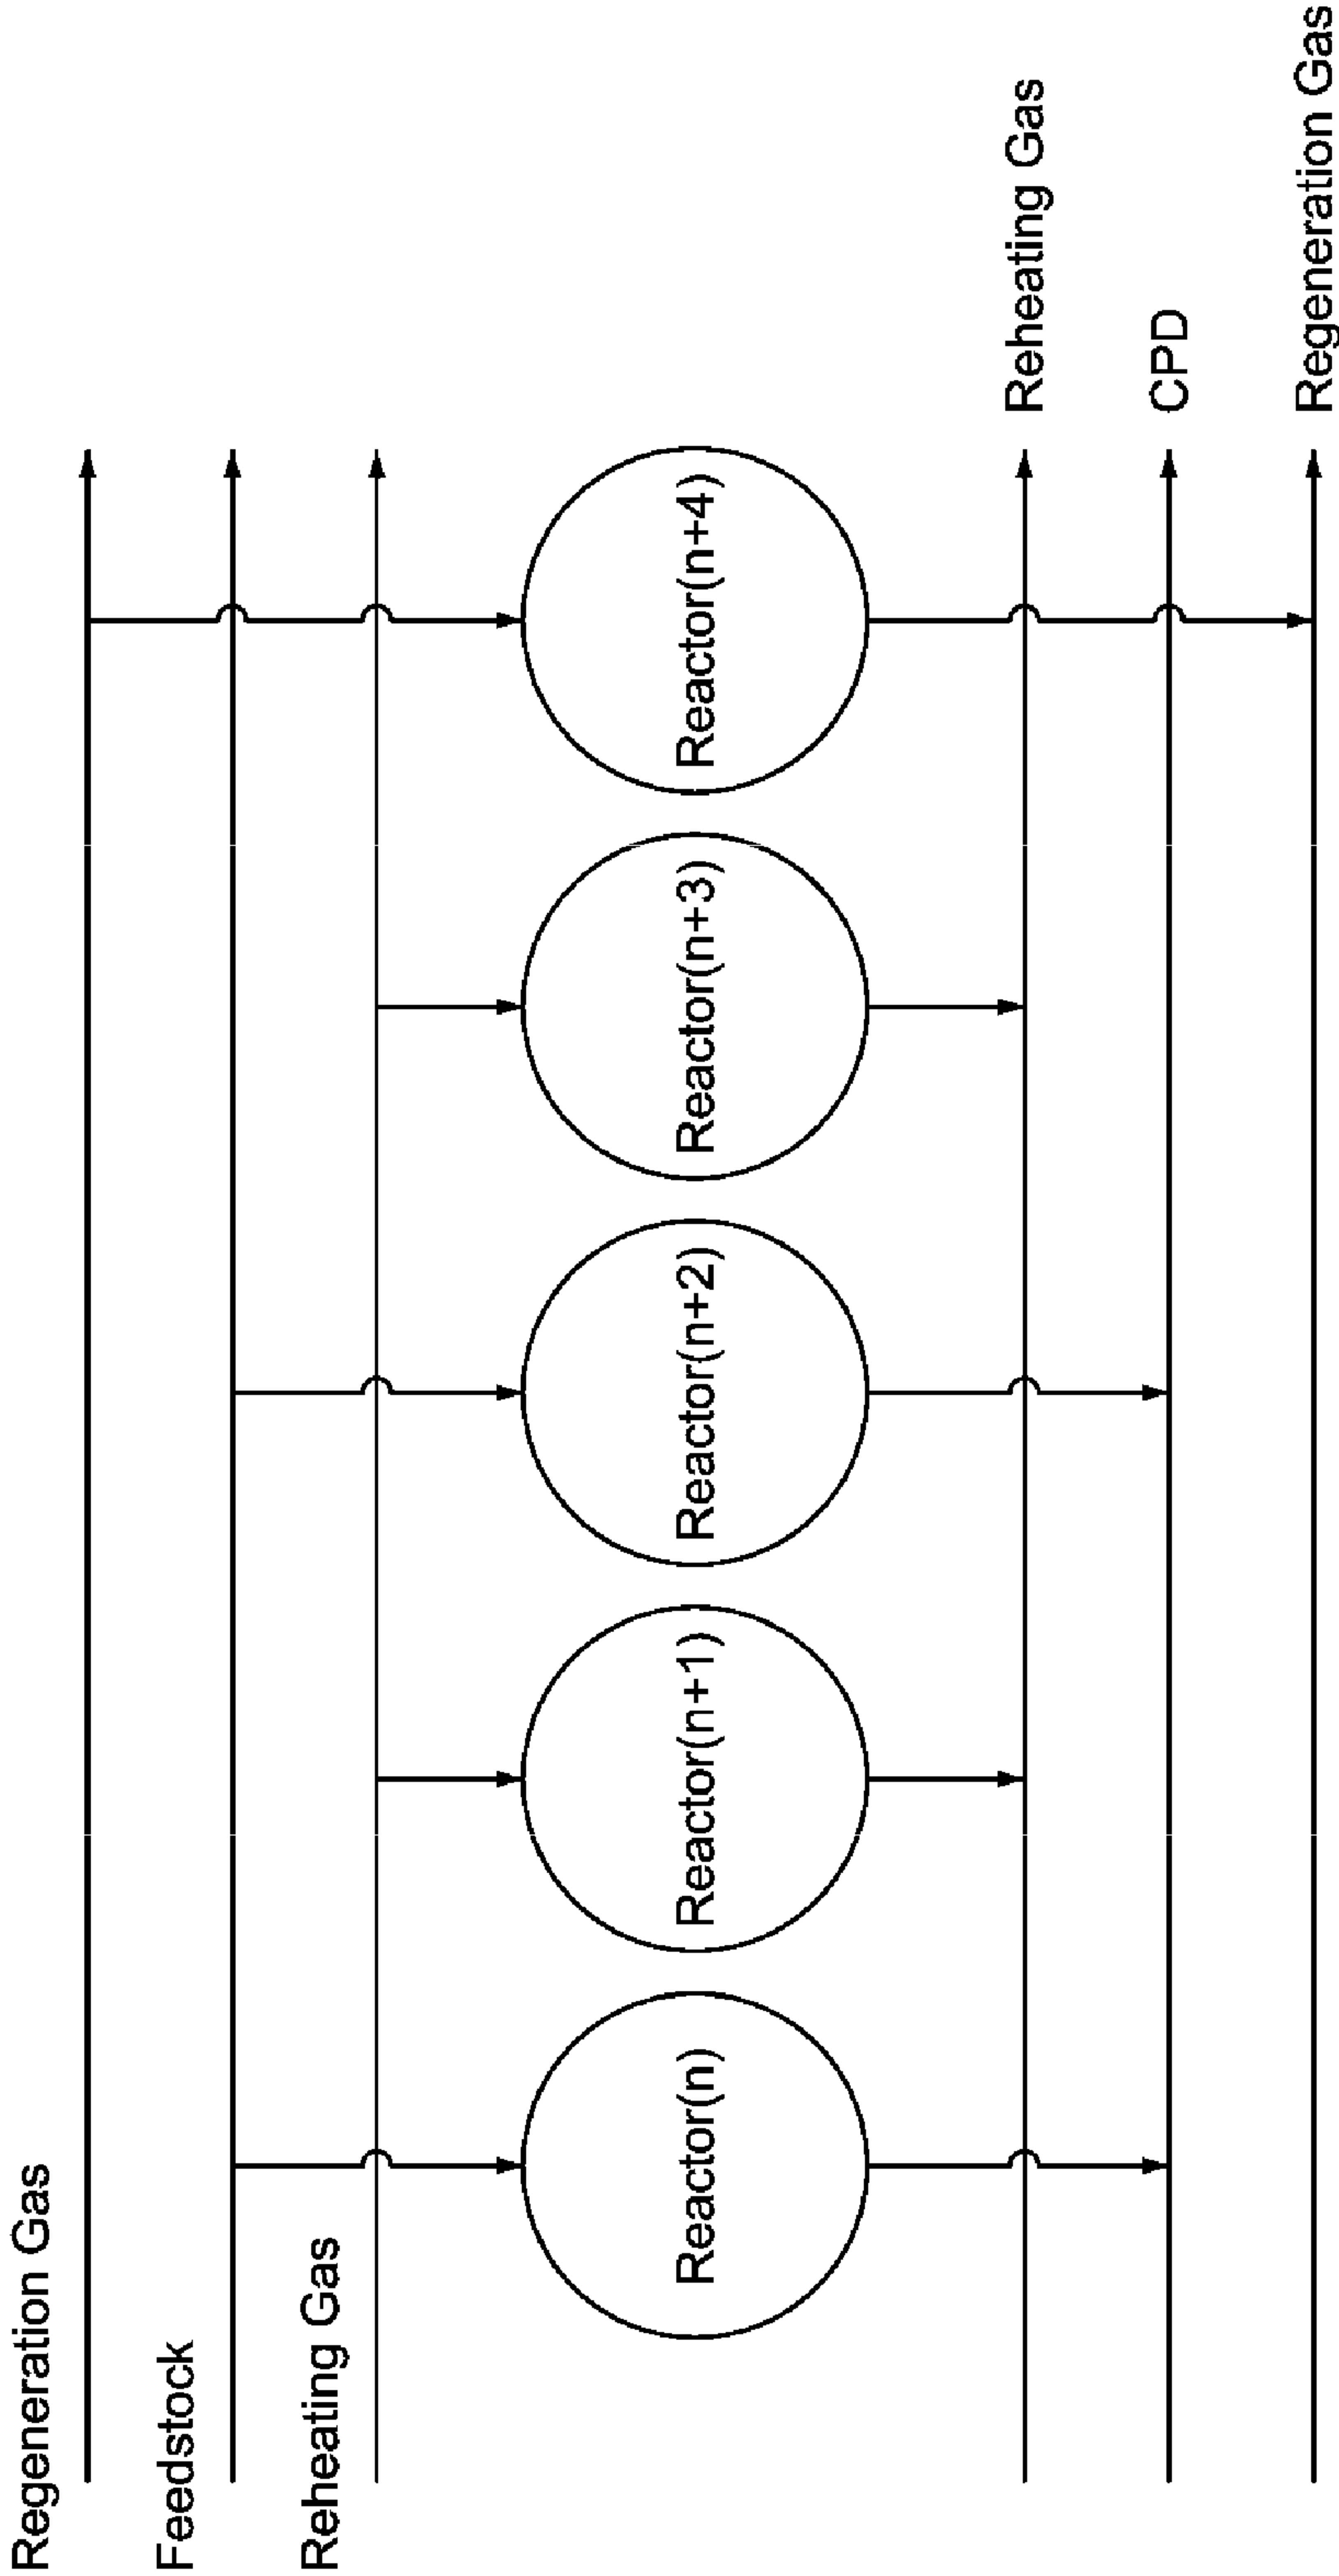 Regeneration Gas
Feedstock
Reheating Gas
Reactor(n)
Reactor(n+1)
Reactor(n+2)
Reactor(n+3)
Reactor(n+4)
Reheating Gas
CPD
Regeneration Gas